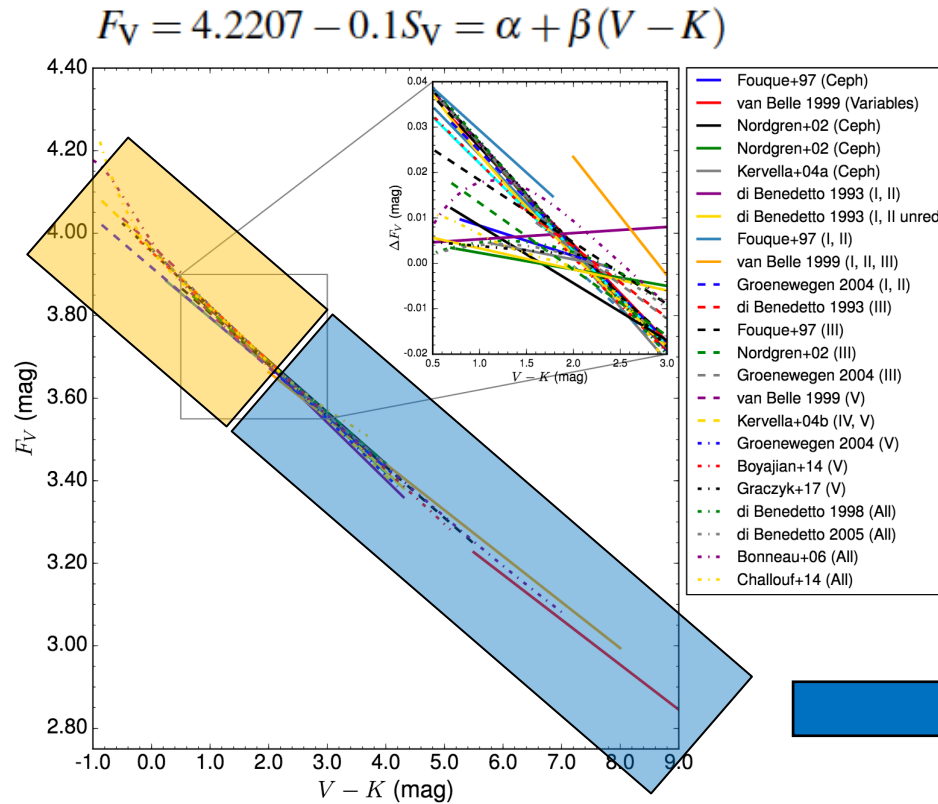 F_V = 4.2207 − 0.1S_V = α + β(V − K)
4.40
4.20
4.00
3.80
3.60
3.40
3.20
3.00
2.80
F_V (mag)
-1.0 0.0 1.0 2.0 3.0 4.0 5.0 6.0 7.0 8.0 9.0
V − K (mag)
0.04
0.03
0.02
0.01
0.00
-0.01
-0.02
ΔF_V (mag)
0.5 1.0 1.5 2.0 2.5 3.0
V − K (mag)
Fouque+97 (Ceph)
van Belle 1999 (Variables)
Nordgren+02 (Ceph)
Nordgren+02 (Ceph)
Kervella+04a (Ceph)
di Benedetto 1993 (I, II)
di Benedetto 1993 (I, II unred
Fouque+97 (I, II)
van Belle 1999 (I, II, III)
Groenewegen 2004 (I, II)
di Benedetto 1993 (III)
Fouque+97 (III)
Nordgren+02 (III)
Groenewegen 2004 (III)
van Belle 1999 (V)
Kervella+04b (IV, V)
Groenewegen 2004 (V)
Boyajian+14 (V)
Graczyk+17 (V)
di Benedetto 1998 (All)
di Benedetto 2005 (All)
Bonneau+06 (All)
Challouf+14 (All)